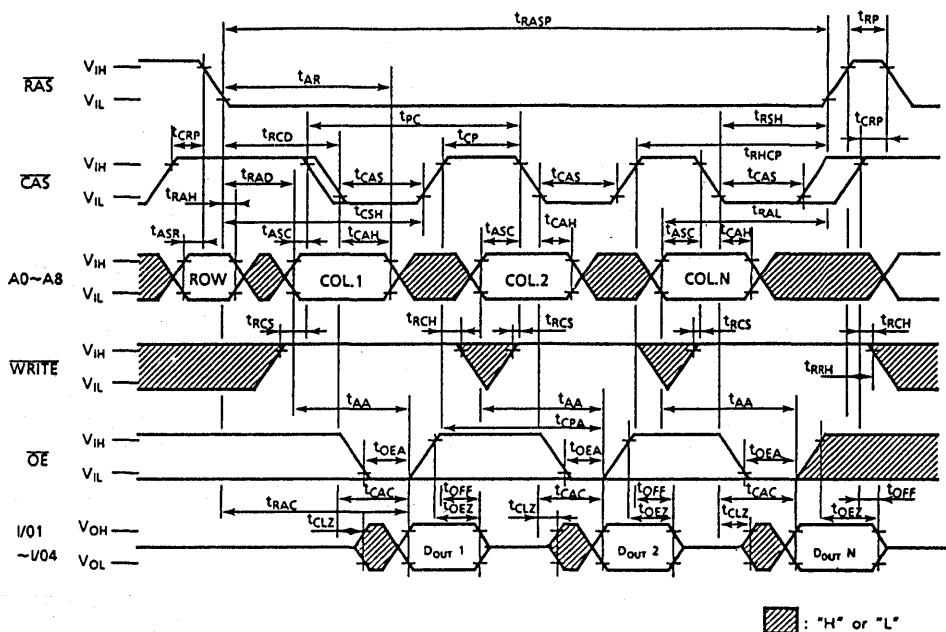 tRASP tRP
RAS VIH tAR
VIL
tCRP tRCD tPC tCP tRSH tCRP
tRHCP
CAS VIH tRAD tCAS tCAS tCAS
VIL tRAH tCSH tRAL
tASR tASC tCAH tASC tCAH tASC tCAH
A0~A8 VIH ROW COL.1 COL.2 COL.N
VIL
tRCS tRCH tRCS tRCS tRCH
WRITE VIH
VIL tRRH
tAA tAA tAA
tCPA
OE VIH tOEA tOEA tOEA
VIL
tRAC tCAC tOFF tCAC tOFF tCAC tOFF
tCLZ tOEZ tCLZ tOEZ tCLZ tOEZ
I/01 VOH
~I/04 DOUT 1 DOUT 2 DOUT N
VOL
: "H" or "L"